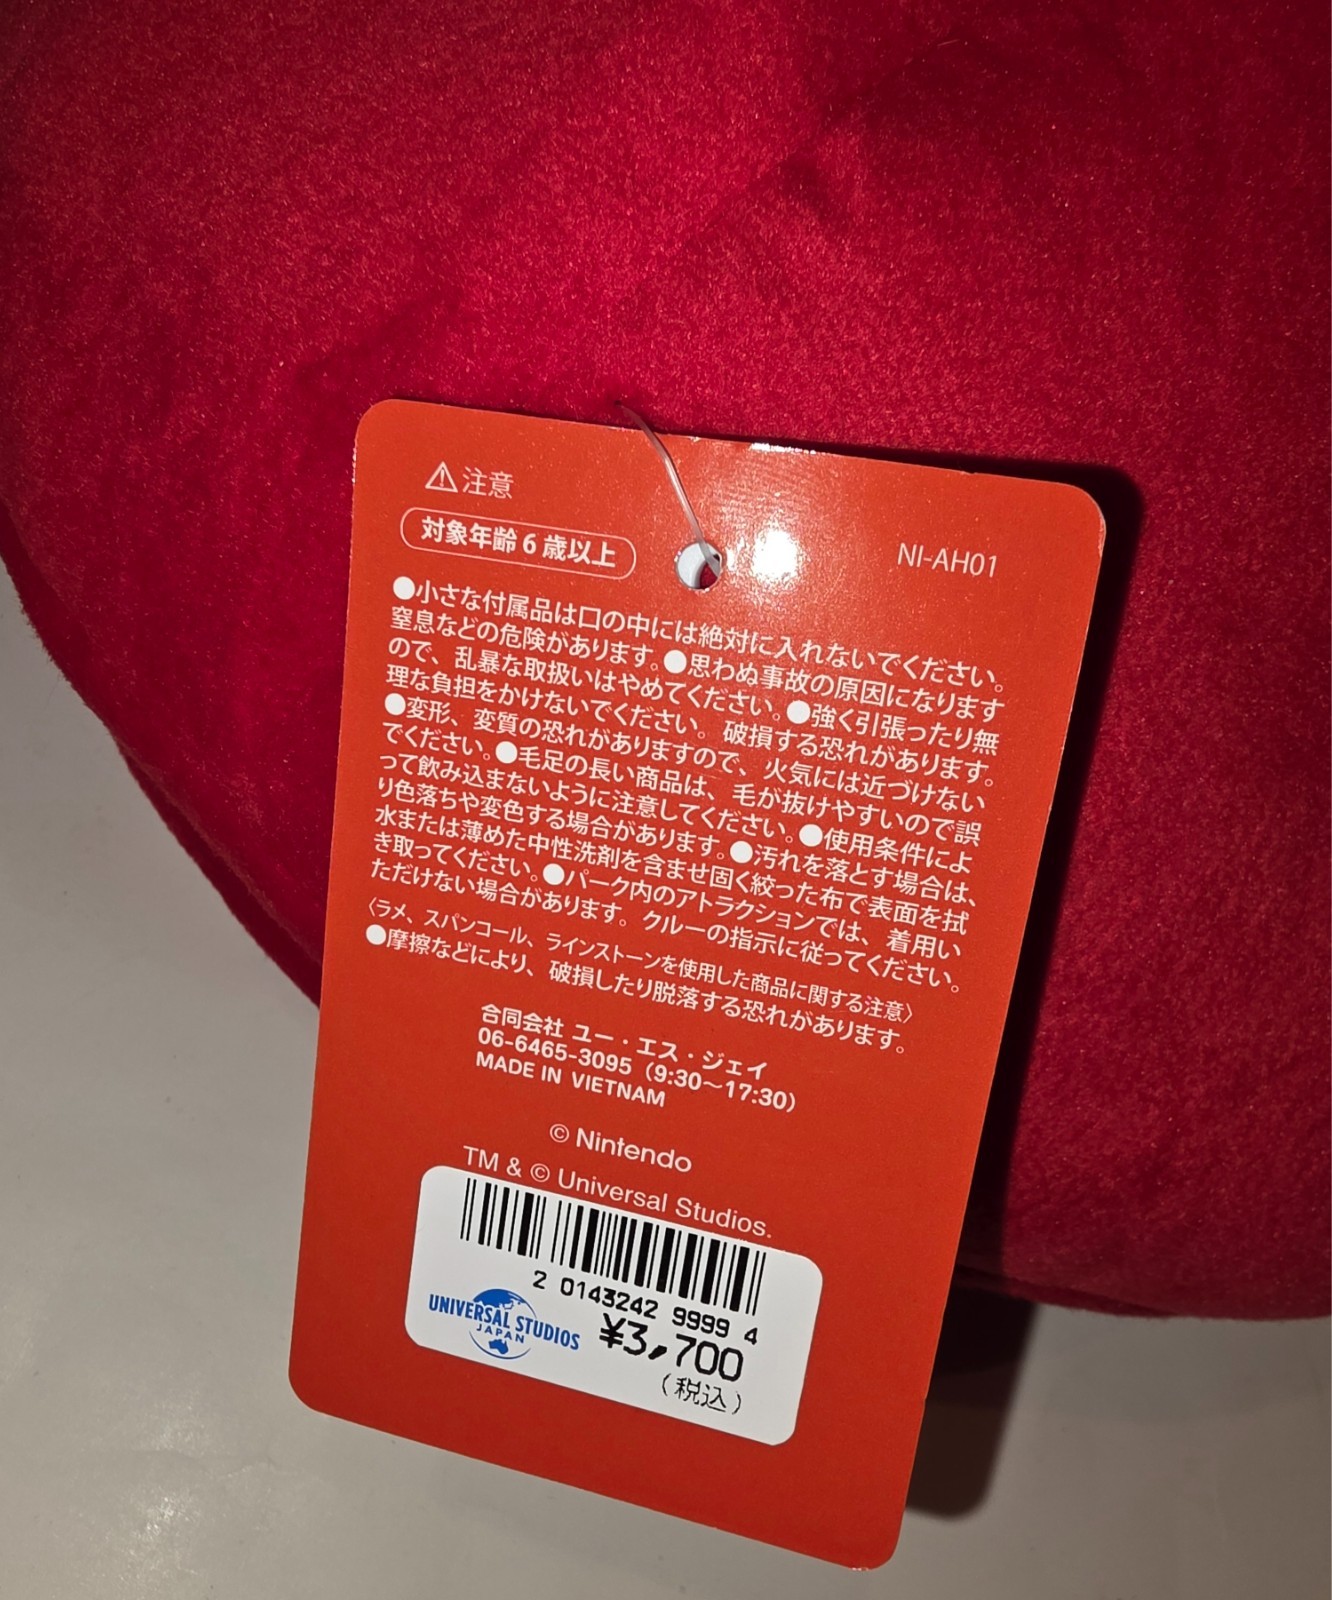 ⚠注意
対象年齢6歳以上
NI-AH01
●小さな付属品は口の中には絶対に入れないでください。
窒息などの危険があります。●思わぬ事故の原因になります
ので、乱暴な取扱いはやめてください。●強く引張ったり無
理な負担をかけないでください。破損する恐れがあります。
●変形、変質の恐れがありますので、火気には近づけない
でください。●毛足の長い商品は、毛が抜けやすいので誤
って飲み込まないように注意してください。●使用条件によ
り色落ちや変色する場合があります。●汚れを落とす場合は、
水または薄めた中性洗剤を含ませ固く絞った布で表面を拭
き取ってください。●パーク内のアトラクションでは、着用い
ただけない場合があります。クルーの指示に従ってください。
〈ラメ、スパンコール、ラインストーンを使用した商品に関する注意〉
●摩擦などにより、破損したり脱落する恐れがあります。
合同会社 ユー・エス・ジェイ
06-6465-3095（9:30～17:30）
MADE IN VIETNAM
© Nintendo
TM & © Universal Studios.
2 0143242 9999 4
UNIVERSAL STUDIOS
JAPAN
¥3,700
（税込）